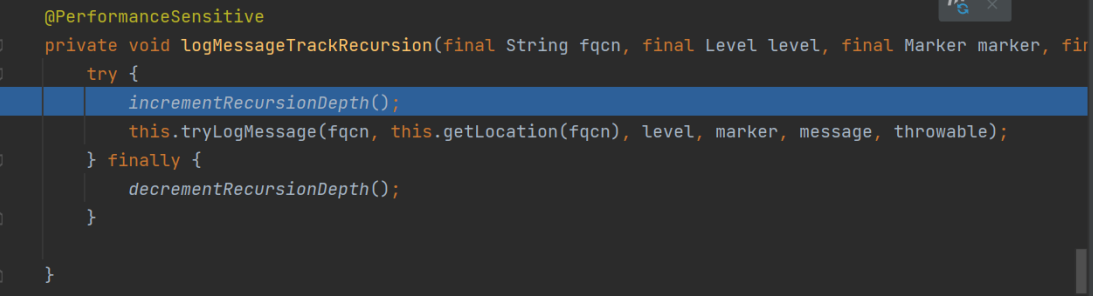 @PerformanceSensitive
private void logMessageTrackRecursion(final String fqcn, final Level level, final Marker marker, fin
try {
incrementRecursionDepth();
this.tryLogMessage(fqcn, this.getLocation(fqcn), level, marker, message, throwable);
} finally {
decrementRecursionDepth();
}
}